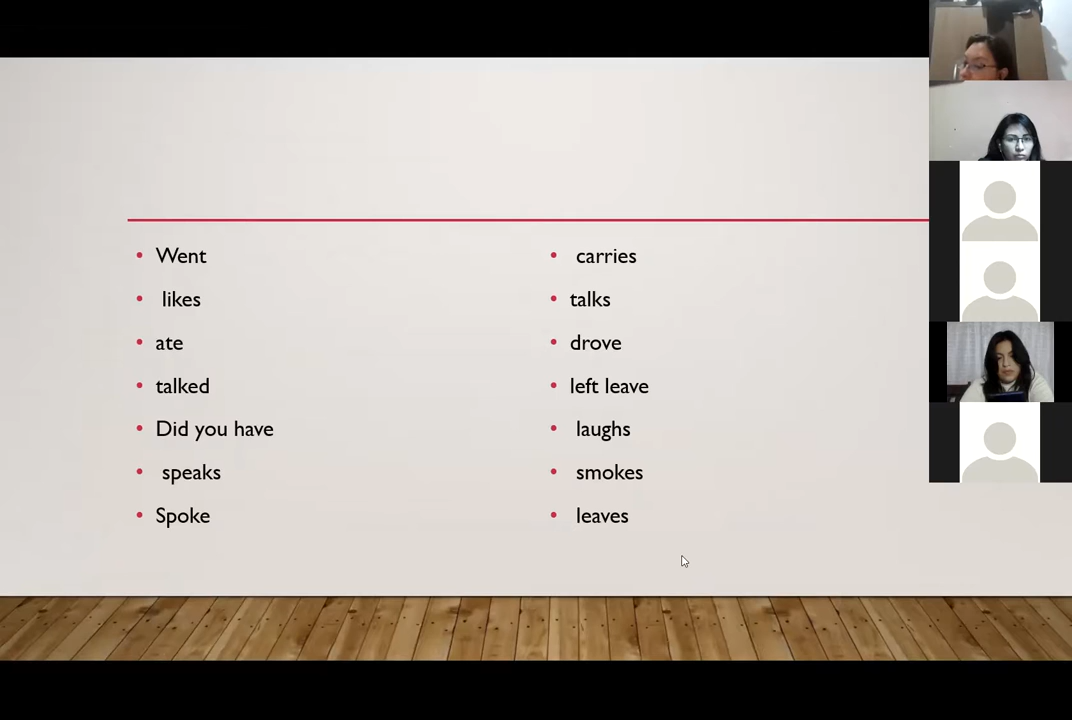 Went
likes
ate
talked
Did you have
speaks
Spoke
carries
talks
drove
left leave
laughs
smokes
leaves